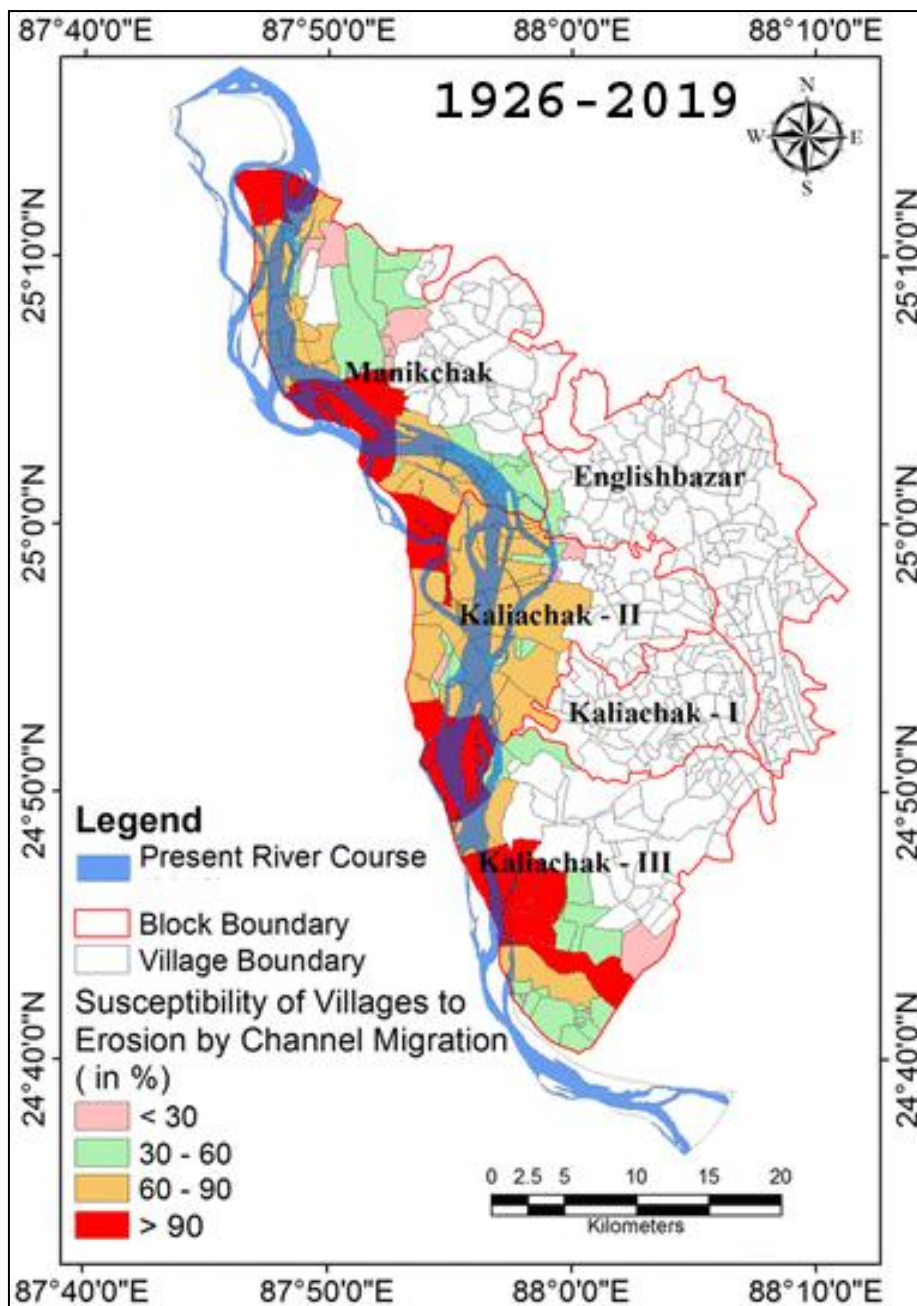 87°40'0"E 87°50'0"E 88°0'0"E 88°10'0"E
1926-2019
N
W E
S
25°10'0"N 25°10'0"N
Manikchak
Englishbazar
25°0'0"N 25°0'0"N
Kaliachak - II
Kaliachak - I
24°50'0"N 24°50'0"N
Legend
Present River Course
Kaliachak - III
Block Boundary
Village Boundary
Susceptibility of Villages to
Erosion by Channel Migration
( in %)
24°40'0"N 24°40'0"N
< 30
30 - 60
60 - 90
> 90
0 2.5 5 10 15 20
Kilometers
87°40'0"E 87°50'0"E 88°0'0"E 88°10'0"E